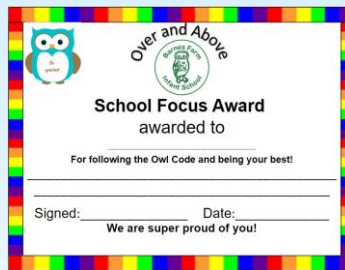 Over and Above
Barnes Farm
Infant School
School Focus Award
awarded to
For following the Owl Code and being your best!
Signed: Date:
We are super proud of you!